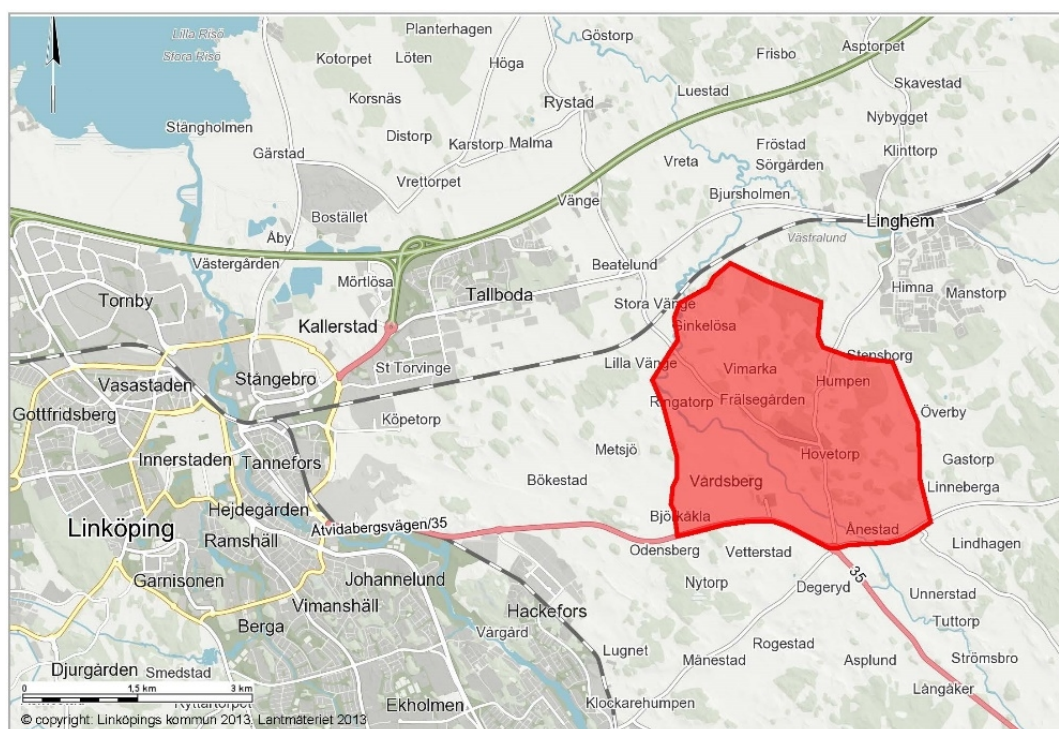 Lilla Risö
Stora Risö
Planterhagen
Göstorp
Kotorpet
Löten
Höga
Frisbo
Asptorpet
Korsnäs
Rystad
Luestad
Skavestad
Stångholmen
Distorp
Nybygget
Gärstad
Karstorp
Malma
Fröstad
Vreta
Sörgården
Klinttorp
Vrettorpet
Bjursholmen
Bostället
Vänge
Linghem
Åby
Västralund
Västergården
Beatelund
Mörtlösa
Himna
Tornby
Tallboda
Manstorp
Stora Vänge
Kallerstad
Ginkelösa
Stensborg
St Torvinge
Lilla Vänge
Vimarka
Vasastaden
Stångebro
Humpen
Gottfridsberg
Ringatorp
Frälsegården
Överby
Köpetorp
Innerstaden
Metsjö
Hovetorp
Gastorp
Tannefors
Bökestad
Vårdsberg
Linneberga
Hejdegården
Björkåkla
Linköping
Åtvidabergsvägen/35
Ånestad
Ramshäll
Odensberg
Vetterstad
Lindhagen
Garnisonen
Johannelund
35
Nytorp
Degeryd
Unnerstad
Vimanshäll
Hackefors
Tuttorp
Berga
Vårgård
Rogestad
Lugnet
Månestad
Asplund
Strömsbro
Djurgården
Smedstad
Långåker
0 1,5 km 3 km
Ekholmen
Klockarehumpen
© copyright: Linköpings kommun 2013, Lantmäteriet 2013